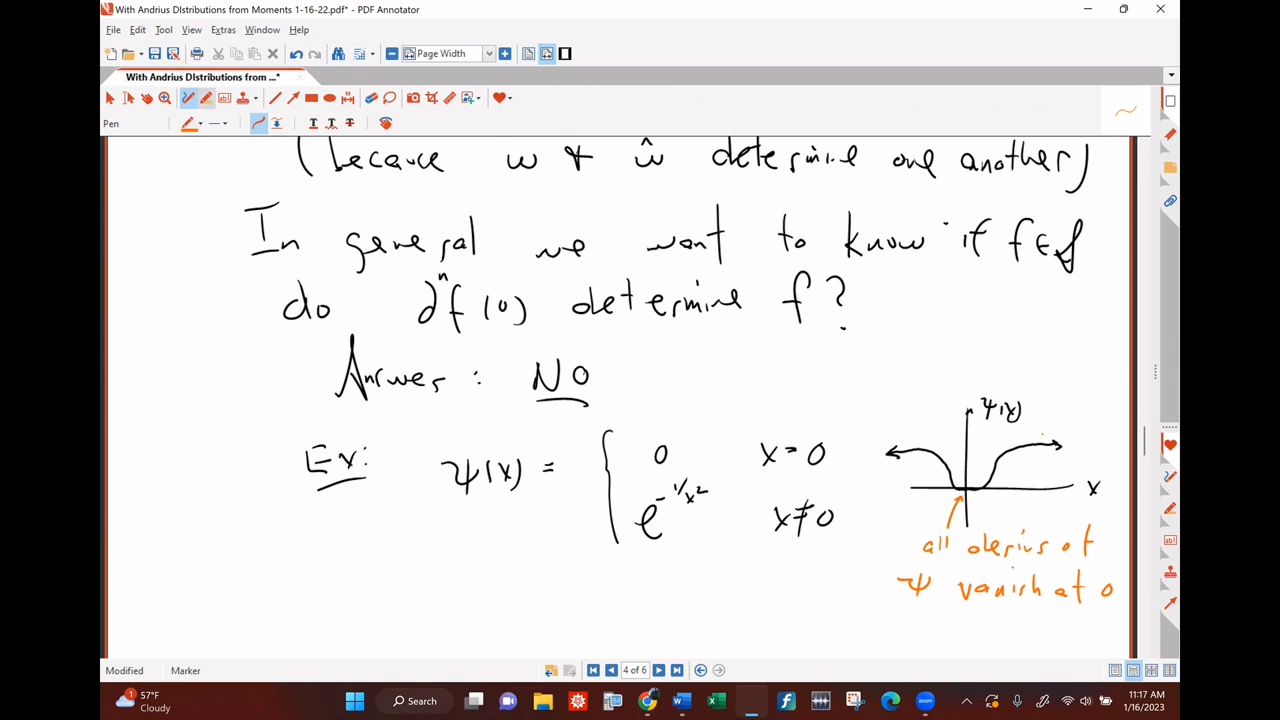 With Andrius DIstributions from Moments 1-16-22.pdf* - PDF Annotator
File Edit Tool View Extras Window Help
Page Width
With Andrius DIstributions from ...*
Pen
(because w & ŵ determine one another)
In general we want to know if f ∈ 𝒮
do ∂ⁿf(0) determine f?
Answer: NO
Ex: ψ(x) = { 0 x = 0
e^{-1/x²} x ≠ 0
ψ(x)
x
all derivs of
ψ vanish at 0
Modified Marker 4 of 6
1 57°F
Cloudy
Search
zoom
11:17 AM
1/16/2023